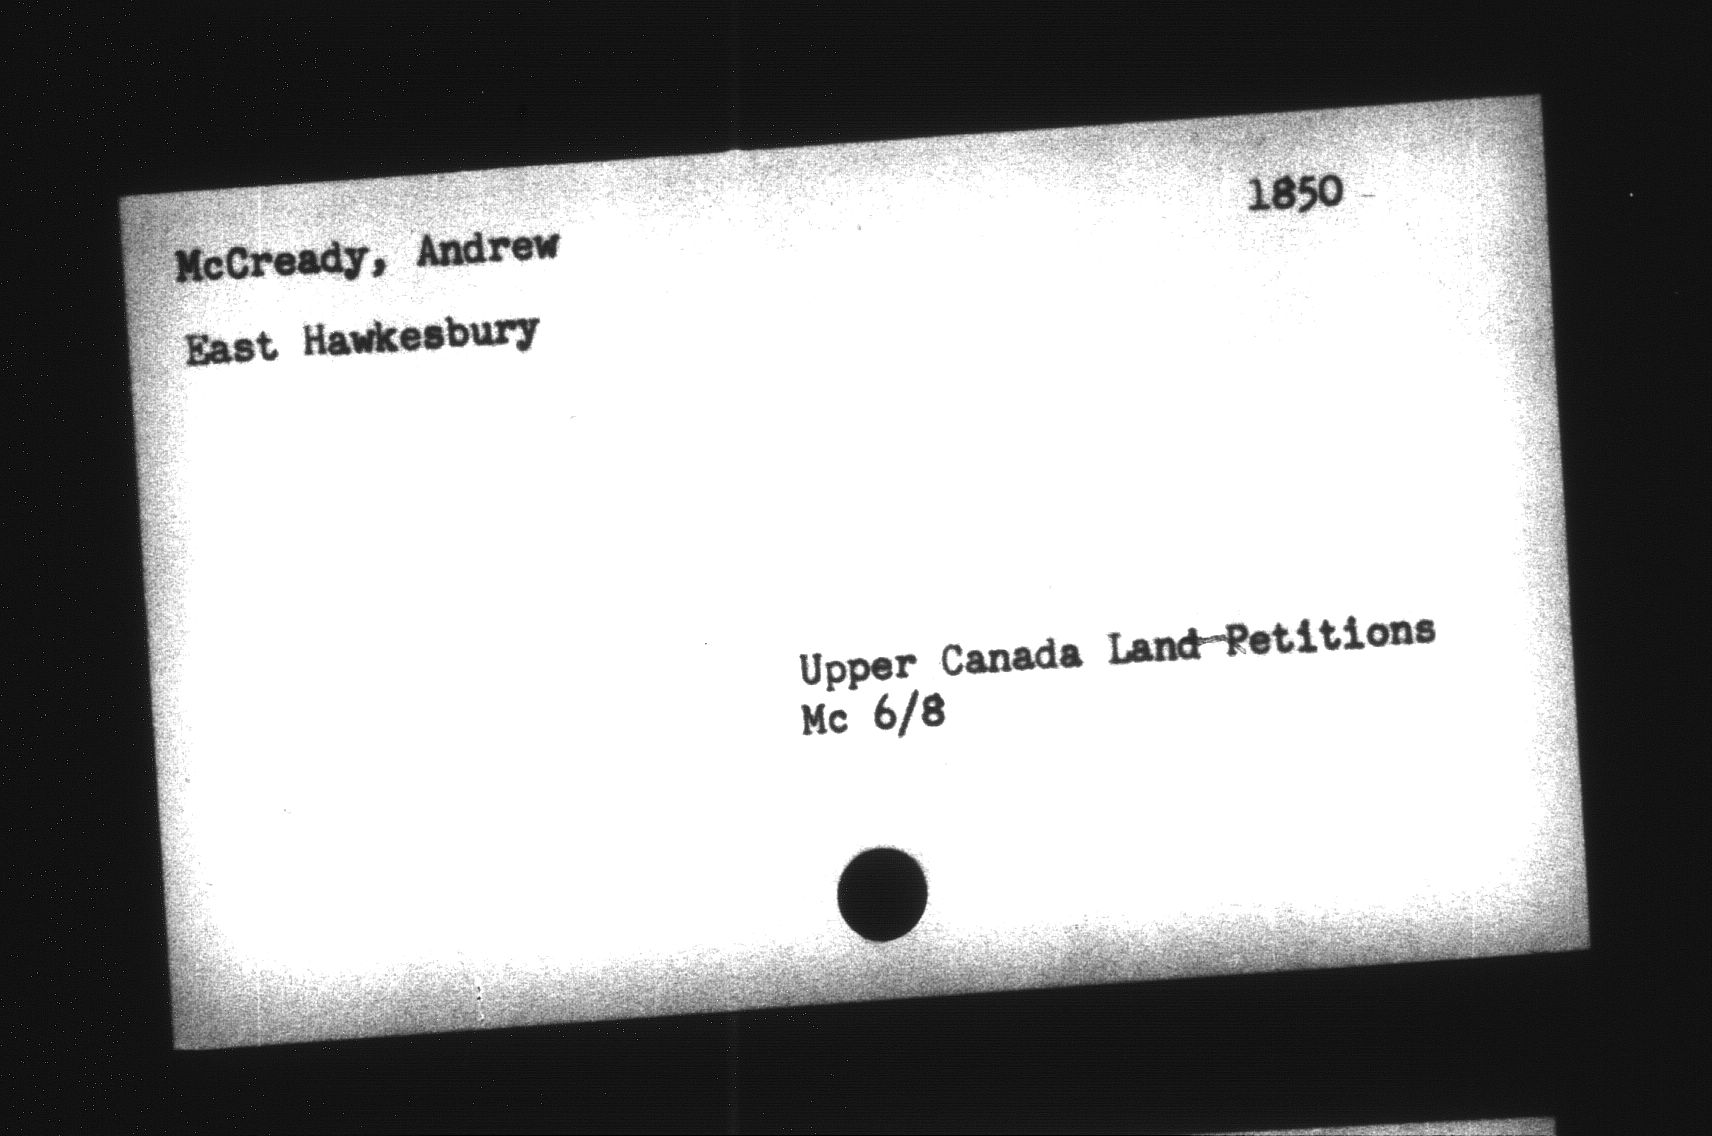 1850
McCready, Andrew
East Hawkesbury
Upper Canada Land Petitions
Mc 6/8